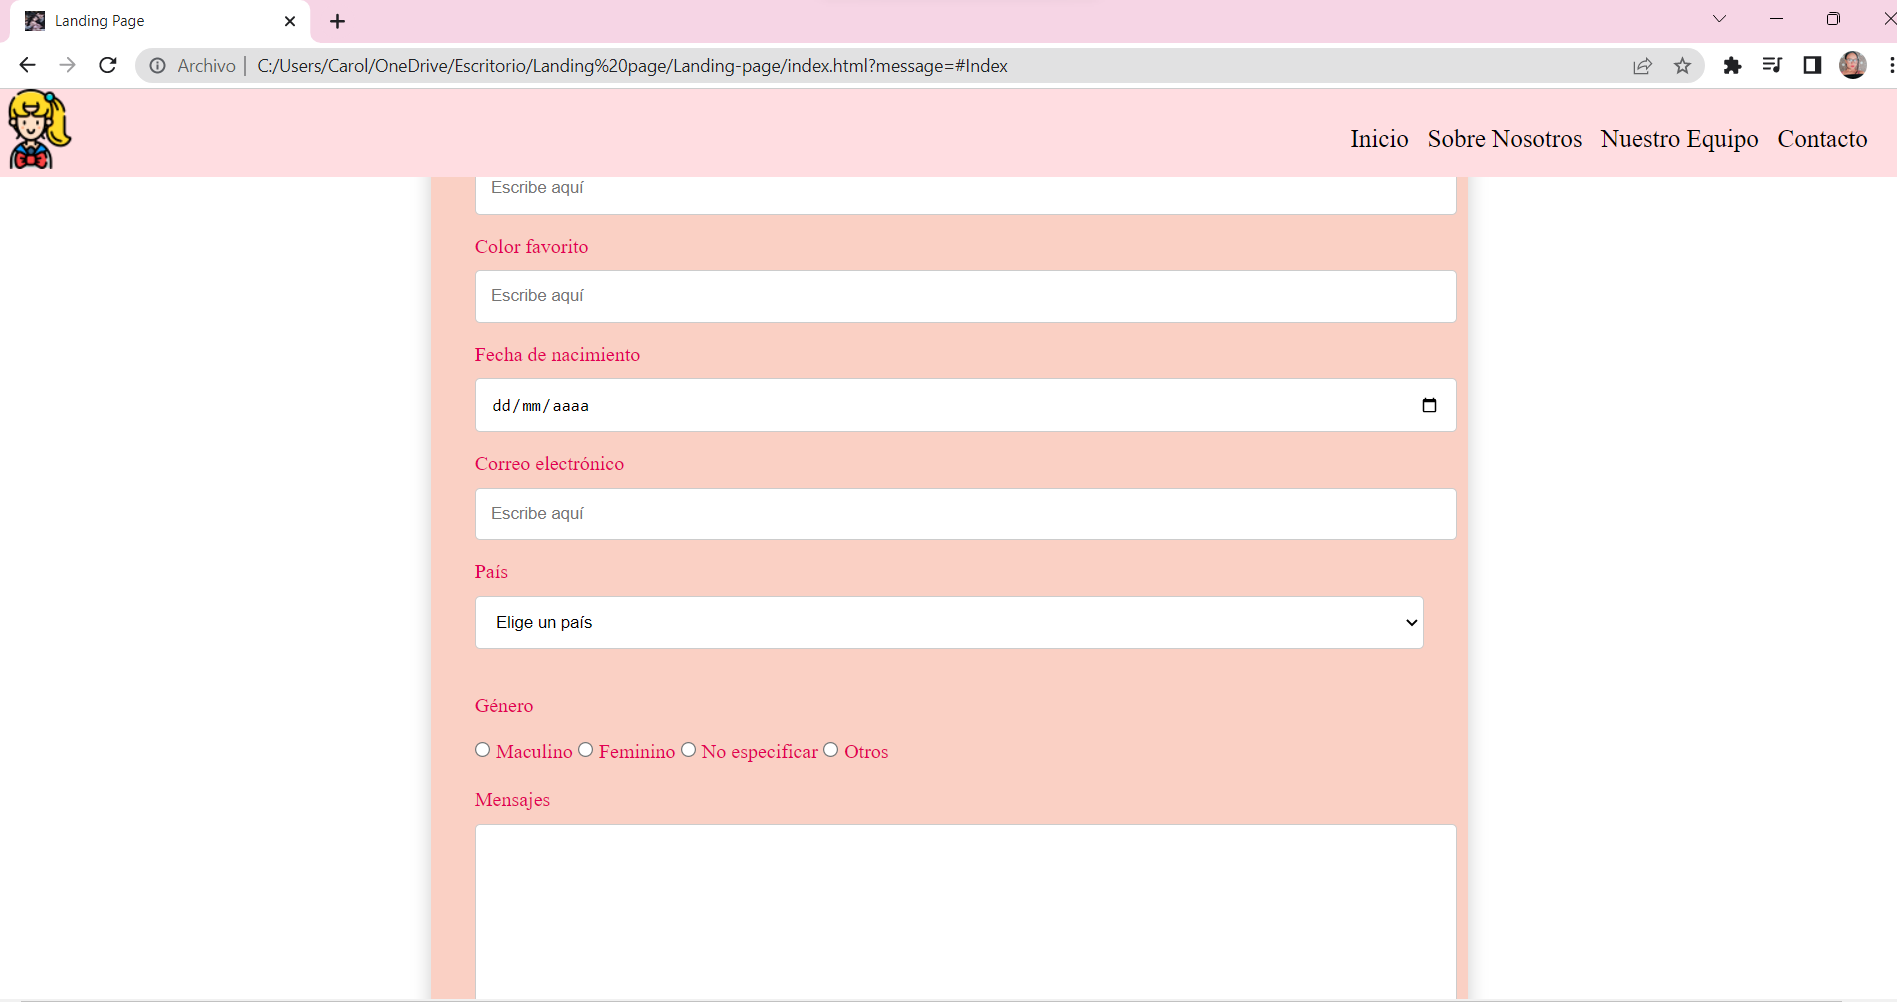 Landing Page
Archivo | C:/Users/Carol/OneDrive/Escritorio/Landing%20page/Landing-page/index.html?message=#Index
Inicio Sobre Nosotros Nuestro Equipo Contacto
Escribe aquí
Color favorito
Escribe aquí
Fecha de nacimiento
dd/mm/aaaa
Correo electrónico
Escribe aquí
País
Elige un país
Género
Maculino Feminino No especificar Otros
Mensajes